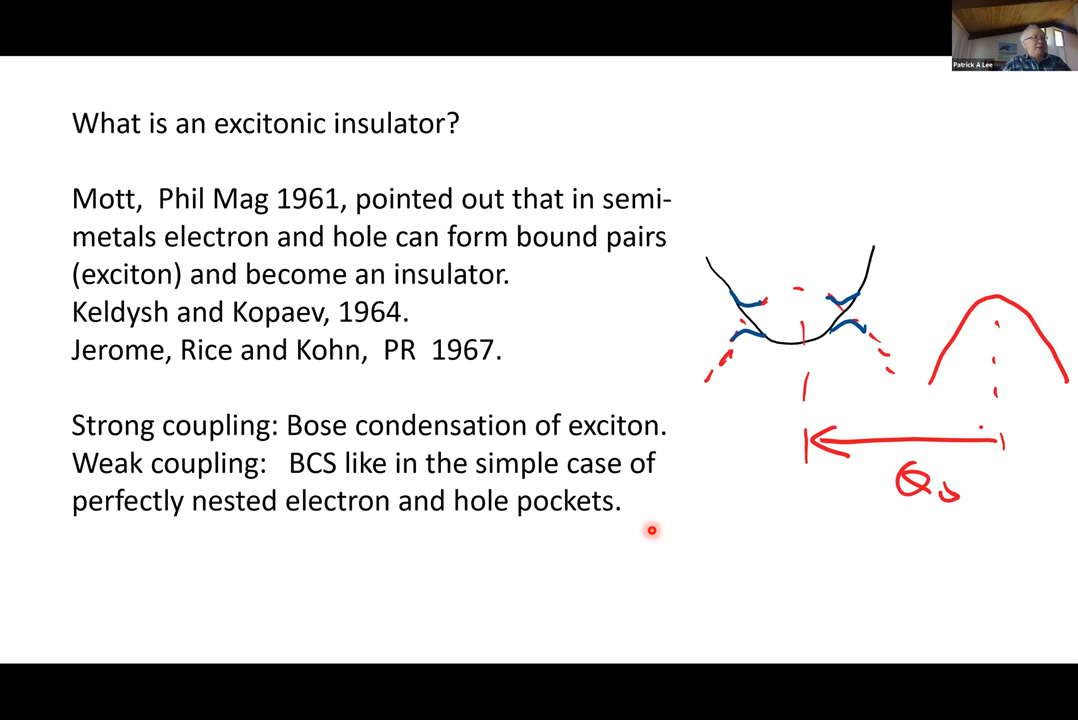 Patrick A Lee
What is an excitonic insulator?
Mott,  Phil Mag 1961, pointed out that in semi-
metals electron and hole can form bound pairs
(exciton) and become an insulator.
Keldysh and Kopaev, 1964.
Jerome, Rice and Kohn,  PR  1967.
Strong coupling: Bose condensation of exciton.
Weak coupling:   BCS like in the simple case of
perfectly nested electron and hole pockets.